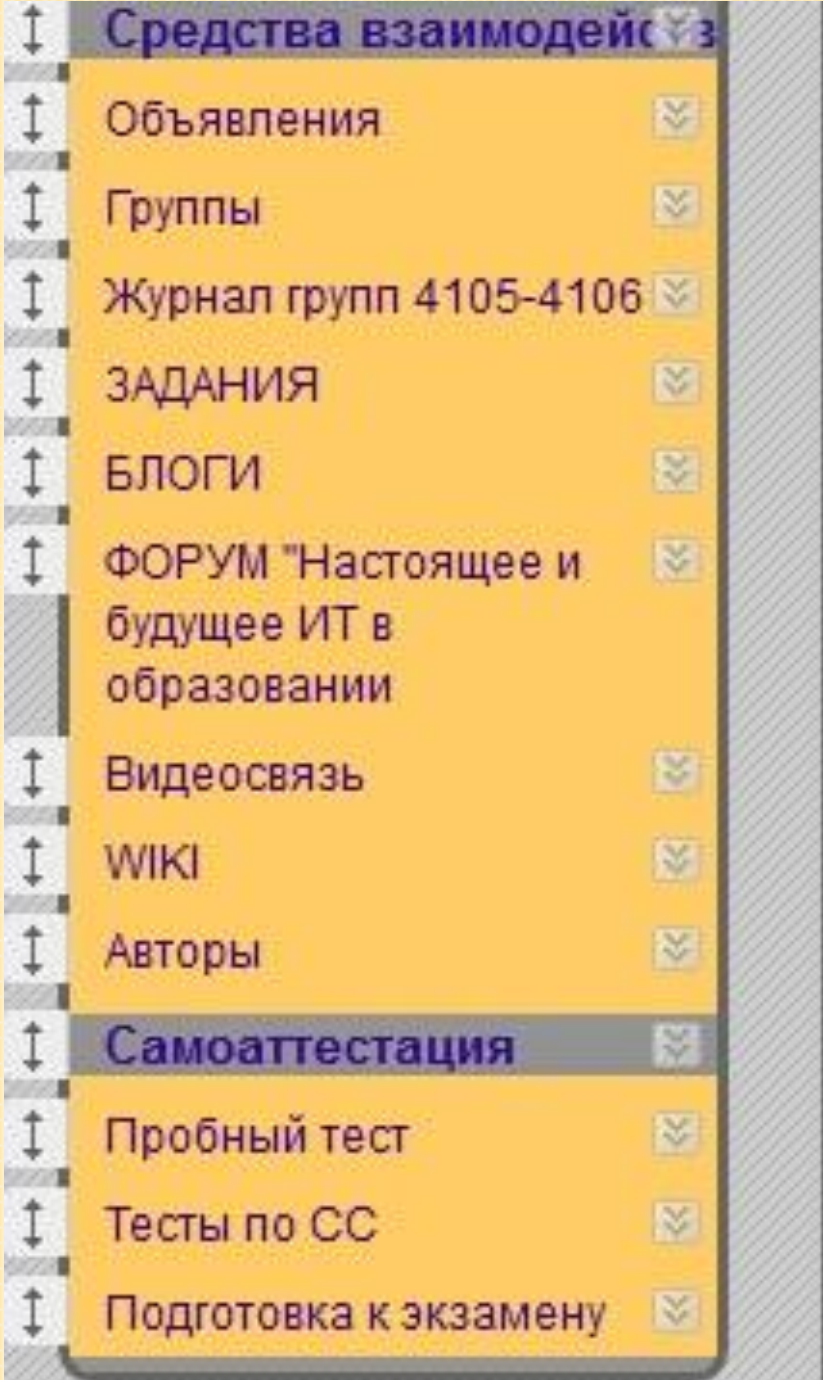 Средства
Объявления
Группы
Журнал групп 4105-4106
ЗАДАНИЯ
БЛОГИ
ФОРУМ "Настоящее и
будущее ИТ в
образовании
Видеосвязь
WIKI
Авторы
Самоаттестация
Пробный тест
Тесты по СС
Подготовка к экзамену